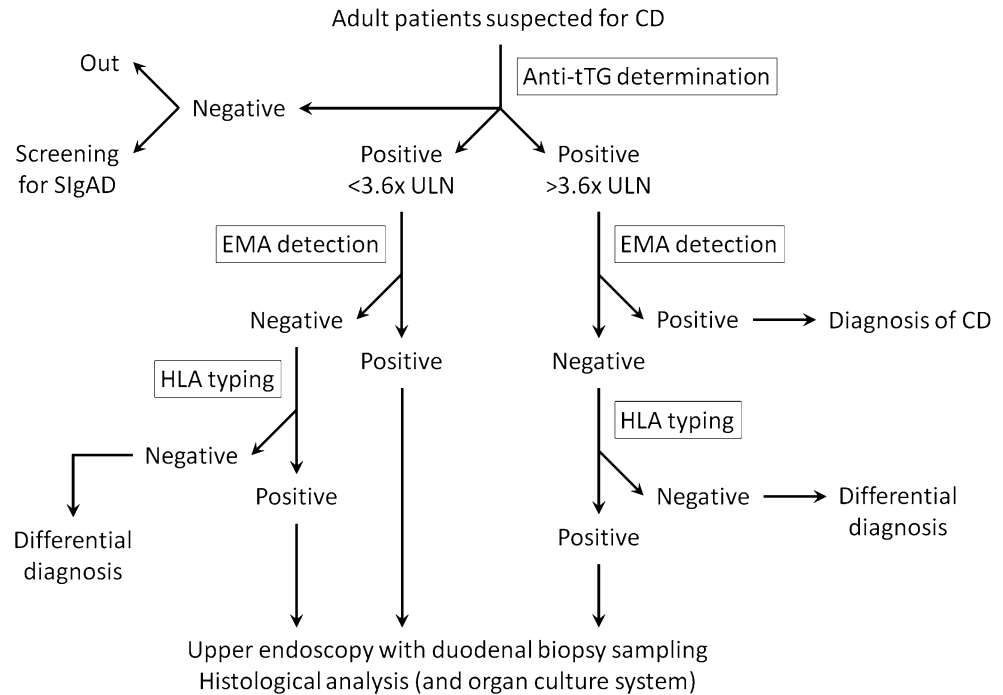 Adult patients suspected for CD
Out
Anti-tTG determination
Negative
Screening
for SIgAD
Positive
<3.6x ULN
Positive
>3.6x ULN
EMA detection
EMA detection
Negative
Positive
Diagnosis of CD
Positive
Negative
HLA typing
HLA typing
Negative
Positive
Negative
Differential
diagnosis
Differential
diagnosis
Positive
Upper endoscopy with duodenal biopsy sampling
Histological analysis (and organ culture system)